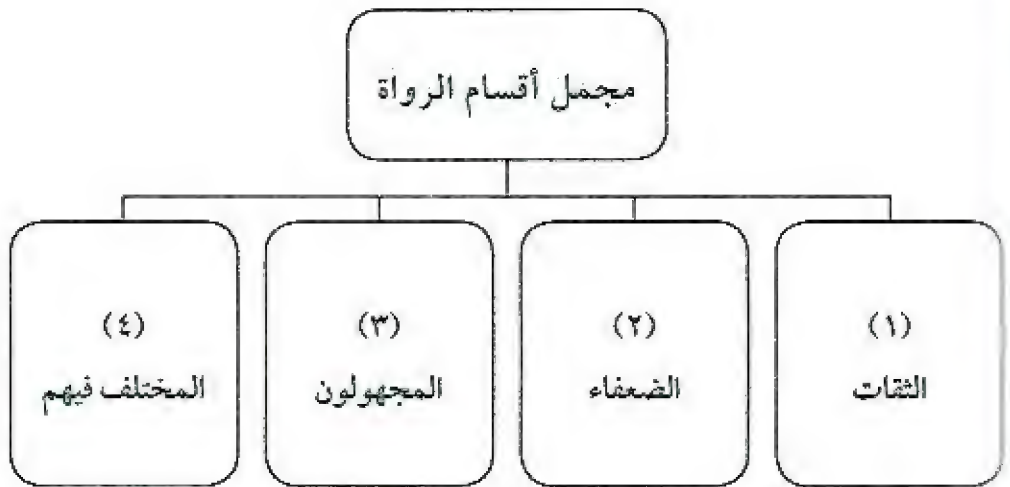 مجمل أقسام الرواة
(١)
الثقات
(٢)
الضعفاء
(٣)
المجهولون
(٤)
المختلف فيهم